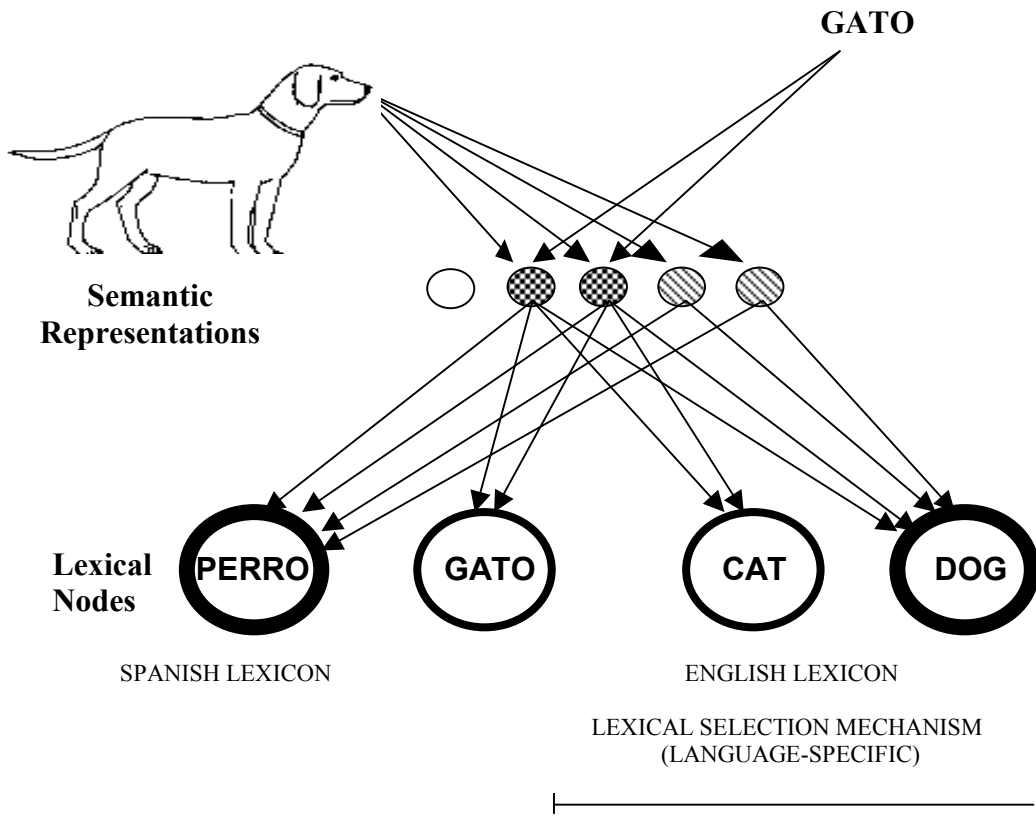 GATO
Semantic
Representations
Lexical
Nodes
PERRO
GATO
CAT
DOG
SPANISH LEXICON
ENGLISH LEXICON
LEXICAL SELECTION MECHANISM
(LANGUAGE-SPECIFIC)